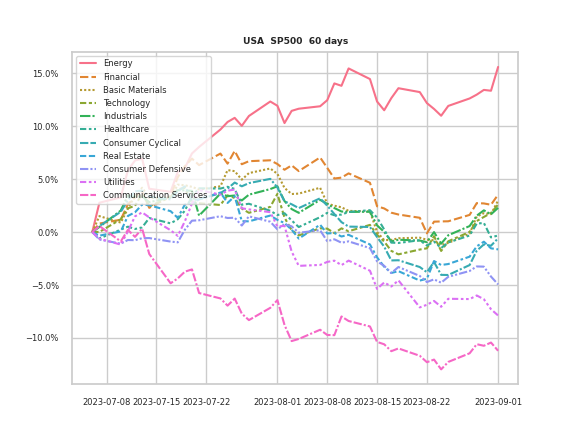 USA  SP500  60 days
15.0%
10.0%
5.0%
0.0%
−5.0%
−10.0%
Energy
Financial
Basic Materials
Technology
Industrials
Healthcare
Consumer Cyclical
Real Estate
Consumer Defensive
Utilities
Communication Services
2023-07-08
2023-07-15
2023-07-22
2023-08-01
2023-08-08
2023-08-15
2023-08-22
2023-09-01